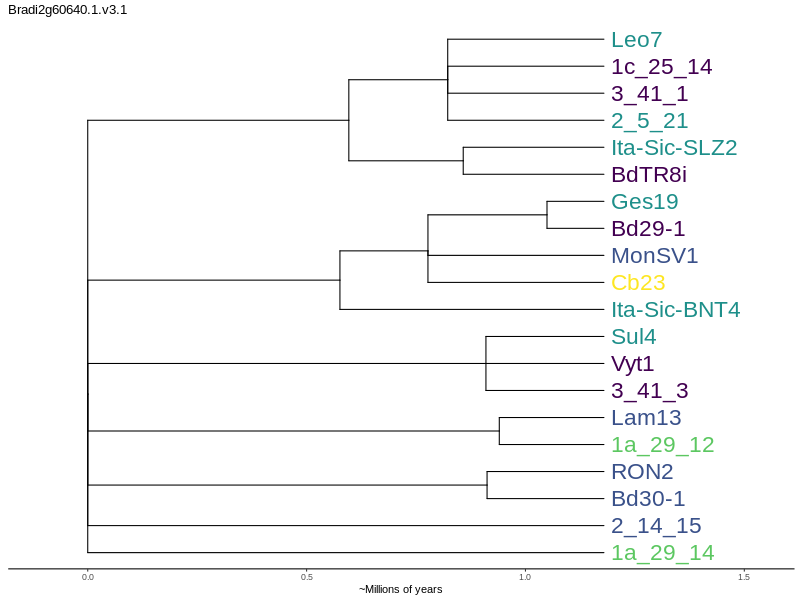 Bradi2g60640.1.v3.1
Leo7
1c_25_14
3_41_1
2_5_21
Ita-Sic-SLZ2
BdTR8i
Ges19
Bd29-1
MonSV1
Cb23
Ita-Sic-BNT4
Sul4
Vyt1
3_41_3
Lam13
1a_29_12
RON2
Bd30-1
2_14_15
1a_29_14
0.0 0.5 1.0 1.5
~Millions of years